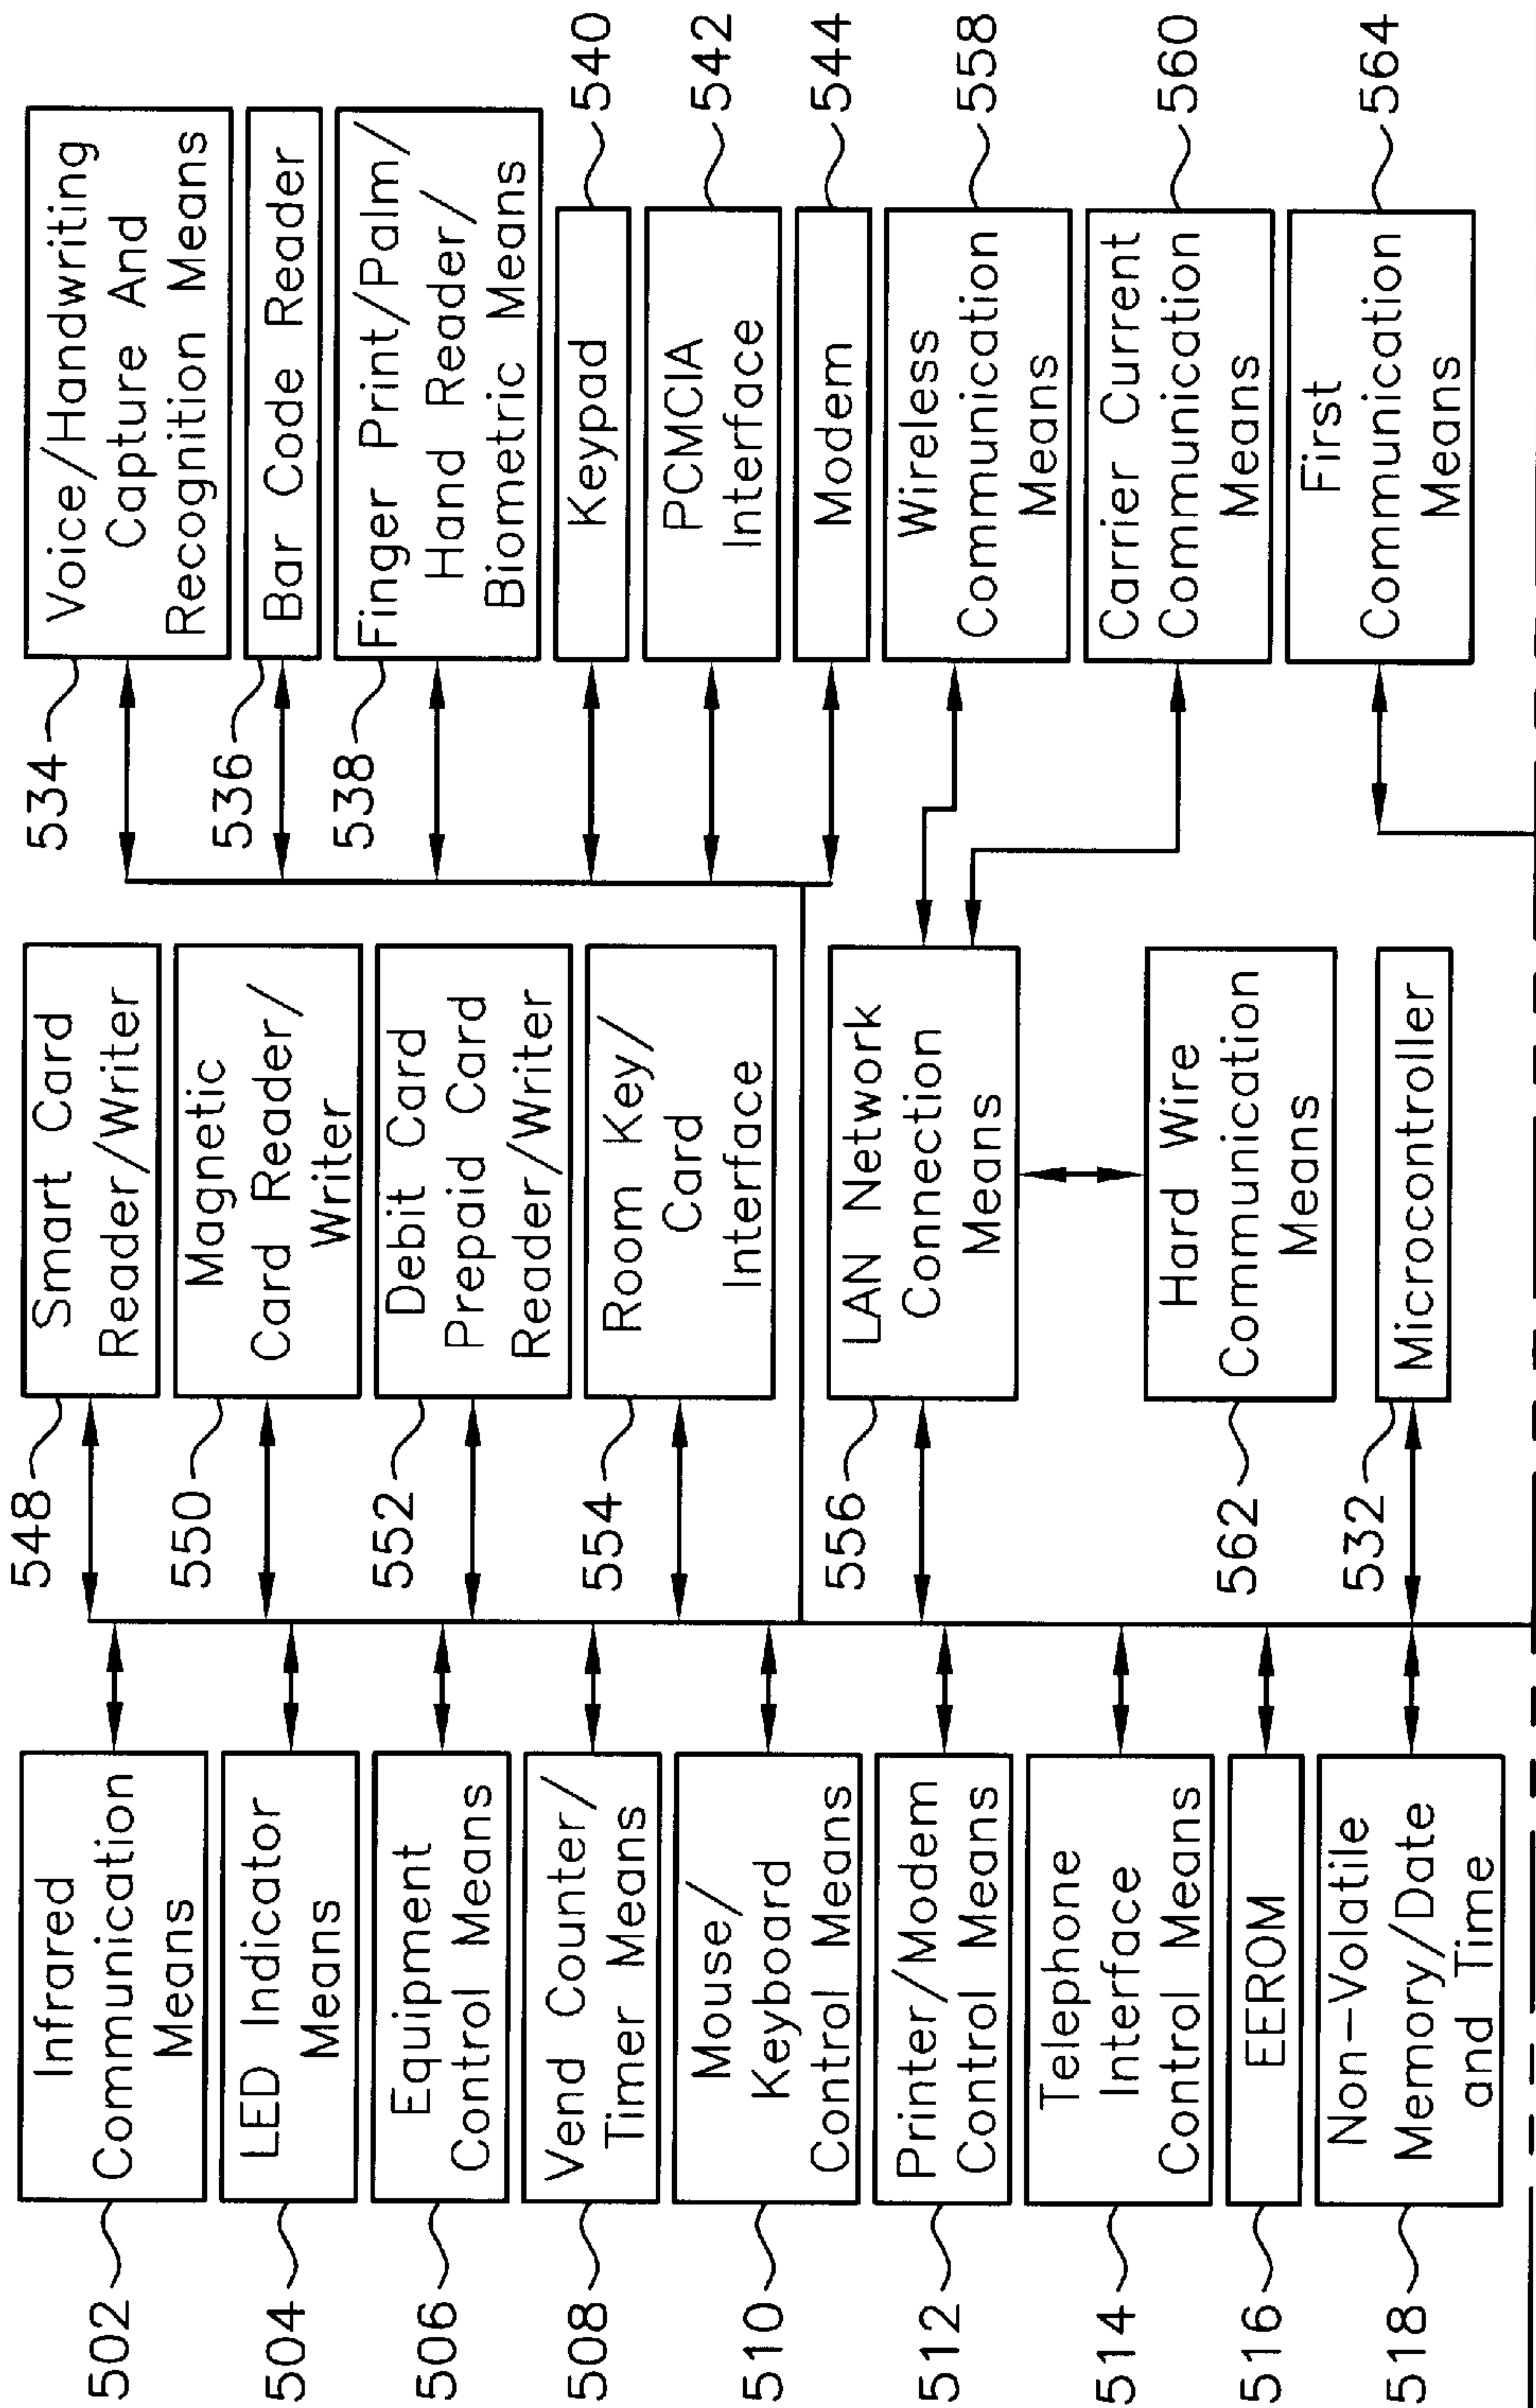 502
Infrared
Communication
Means
504
LED Indicator
Means
506
Equipment
Control Means
508
Vend Counter/
Timer Means
510
Mouse/
Keyboard
Control Means
512
Printer/Modem
Control Means
514
Telephone
Interface
Control Means
516
EEROM
518
Non-Volatile
Memory/Date
and Time
548
Smart Card
Reader/Writer
550
Magnetic
Card Reader/
Writer
552
Debit Card
Prepaid Card
Reader/Writer
554
Room Key/
Card
Interface
556
LAN Network
Connection
Means
562
Hard Wire
Communication
Means
532
Microcontroller
534
Voice/Handwriting
Capture And
Recognition Means
536
Bar Code Reader
538
Finger Print/Palm/
Hand Reader/
Biometric Means
Keypad
540
PCMCIA
Interface
542
Modem
544
Wireless
Communication
Means
558
Carrier Current
Communication
Means
560
First
Communication
Means
564